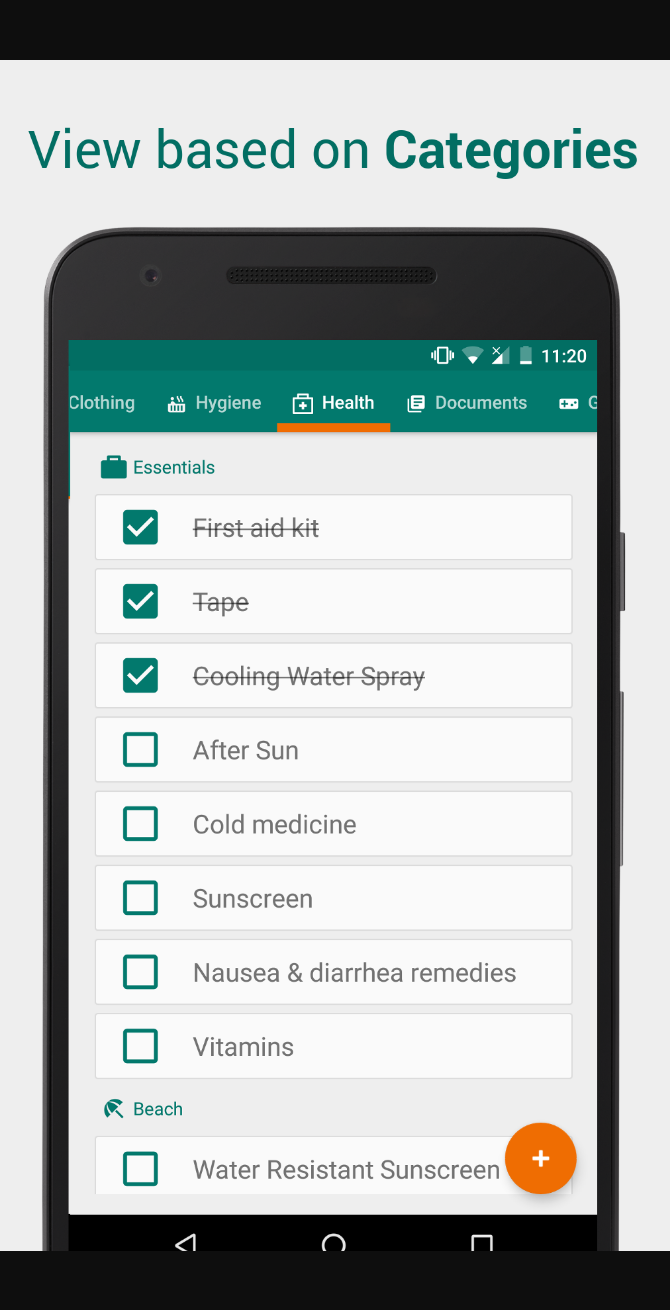 View based on Categories
11:20
Clothing Hygiene Health Documents G
Essentials
First aid kit
Tape
Cooling Water Spray
After Sun
Cold medicine
Sunscreen
Nausea & diarrhea remedies
Vitamins
Beach
Water Resistant Sunscreen
+